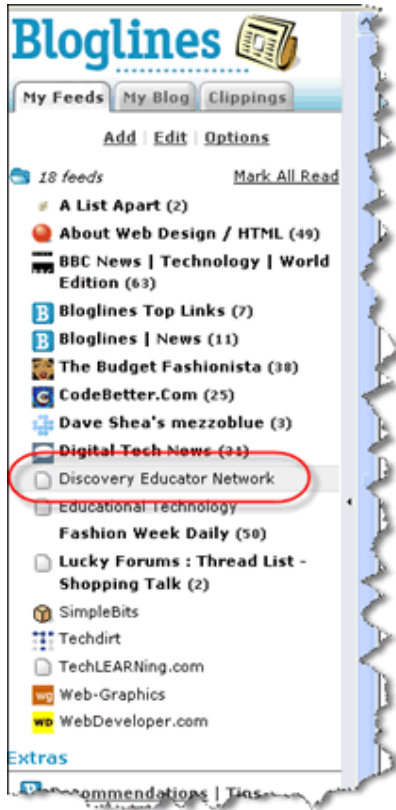 Bloglines
My Feeds My Blog Clippings
Add | Edit | Options
18 feeds Mark All Read
A List Apart (2)
About Web Design / HTML (49)
BBC News | Technology | World
Edition (63)
B Bloglines Top Links (7)
B Bloglines | News (11)
The Budget Fashionista (38)
CodeBetter.Com (25)
Dave Shea's mezzoblue (3)
Digital Tech News (31)
Discovery Educator Network
Educational Technology
Fashion Week Daily (50)
Lucky Forums : Thread List -
Shopping Talk (2)
SimpleBits
Techdirt
TechLEARNing.com
wg Web-Graphics
WD WebDeveloper.com
Extras
Recommendations | Tips